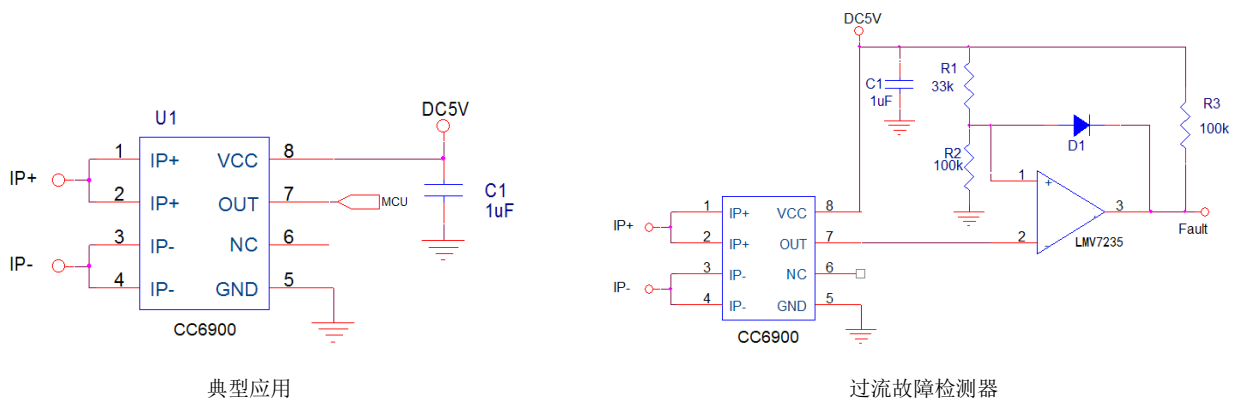 U1
DC5V
1 IP+ VCC 8
IP+
2 IP+ OUT 7 MCU
C1
1uF
3 IP- NC 6
IP-
4 IP- GND 5
CC6900
典型应用
DC5V
C1
1uF
R1
33k
R3
100k
D1
R2
100k
1 +
3
2 -
LMV7235
Fault
1 IP+ VCC 8
IP+
2 IP+ OUT 7
3 IP- NC 6
IP-
4 IP- GND 5
CC6900
过流故障检测器